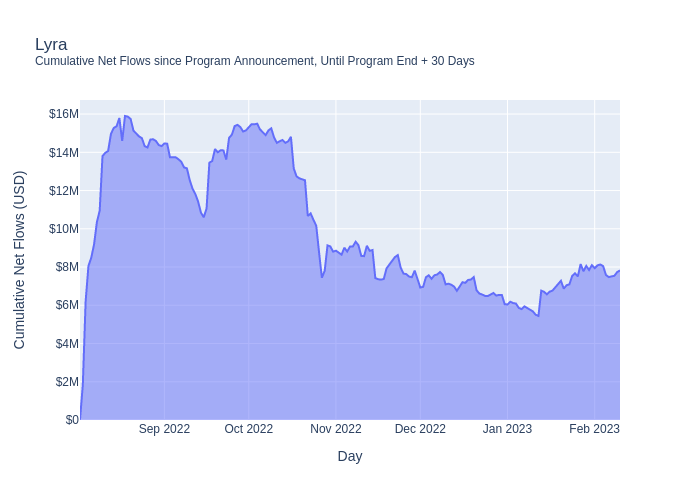 Lyra
Cumulative Net Flows since Program Announcement, Until Program End + 30 Days
Cumulative Net Flows (USD)
$16M
$14M
$12M
$10M
$8M
$6M
$4M
$2M
$0
Sep 2022 Oct 2022 Nov 2022 Dec 2022 Jan 2023 Feb 2023
Day